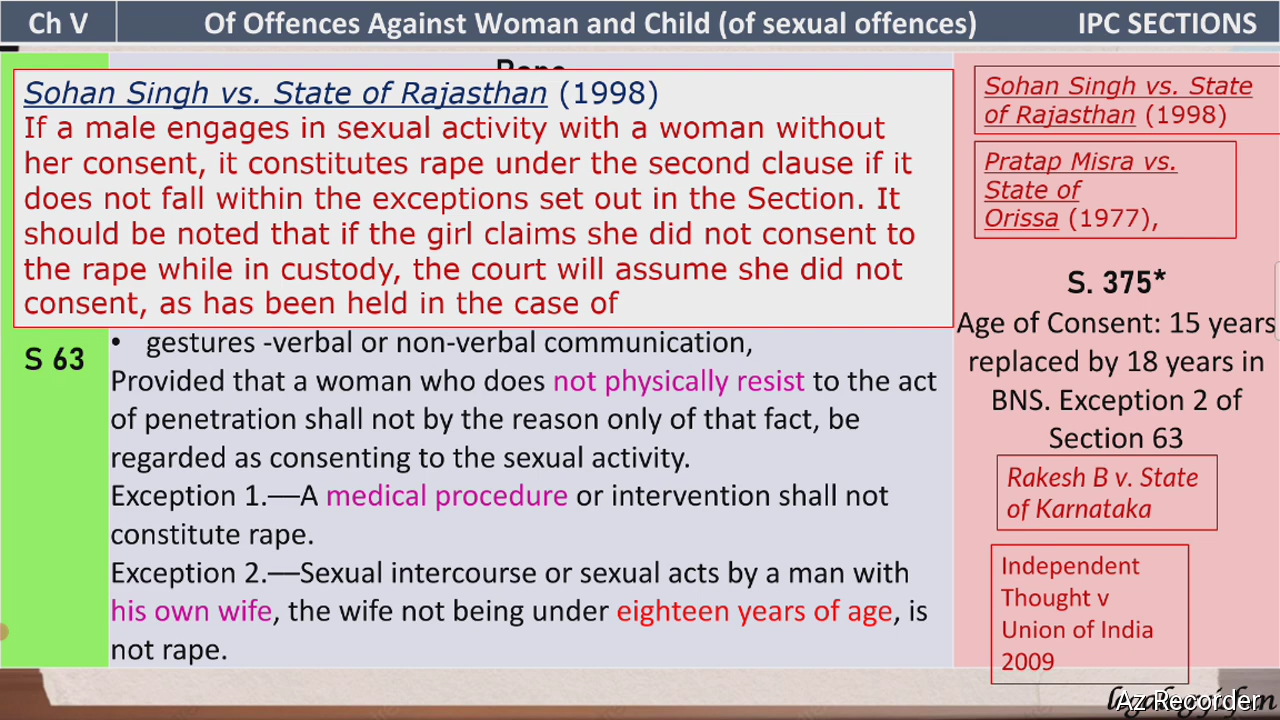 Ch V
Of Offences Against Woman and Child (of sexual offences)
IPC SECTIONS
Sohan Singh vs. State of Rajasthan (1998)
If a male engages in sexual activity with a woman without
her consent, it constitutes rape under the second clause if it
does not fall within the exceptions set out in the Section. It
should be noted that if the girl claims she did not consent to
the rape while in custody, the court will assume she did not
consent, as has been held in the case of
S 63
• gestures -verbal or non-verbal communication,
Provided that a woman who does not physically resist to the act
of penetration shall not by the reason only of that fact, be
regarded as consenting to the sexual activity.
Exception 1.—A medical procedure or intervention shall not
constitute rape.
Exception 2.—Sexual intercourse or sexual acts by a man with
his own wife, the wife not being under eighteen years of age, is
not rape.
Sohan Singh vs. State
of Rajasthan (1998)
Pratap Misra vs.
State of
Orissa (1977),
S. 375*
Age of Consent: 15 years
replaced by 18 years in
BNS. Exception 2 of
Section 63
Rakesh B v. State
of Karnataka
Independent
Thought v
Union of India
2009
Az Recorder